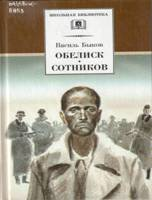 ШКОЛЬНАЯ БИБЛИОТЕКА
Василь Быков
ОБЕЛИСК
СОТНИКОВ